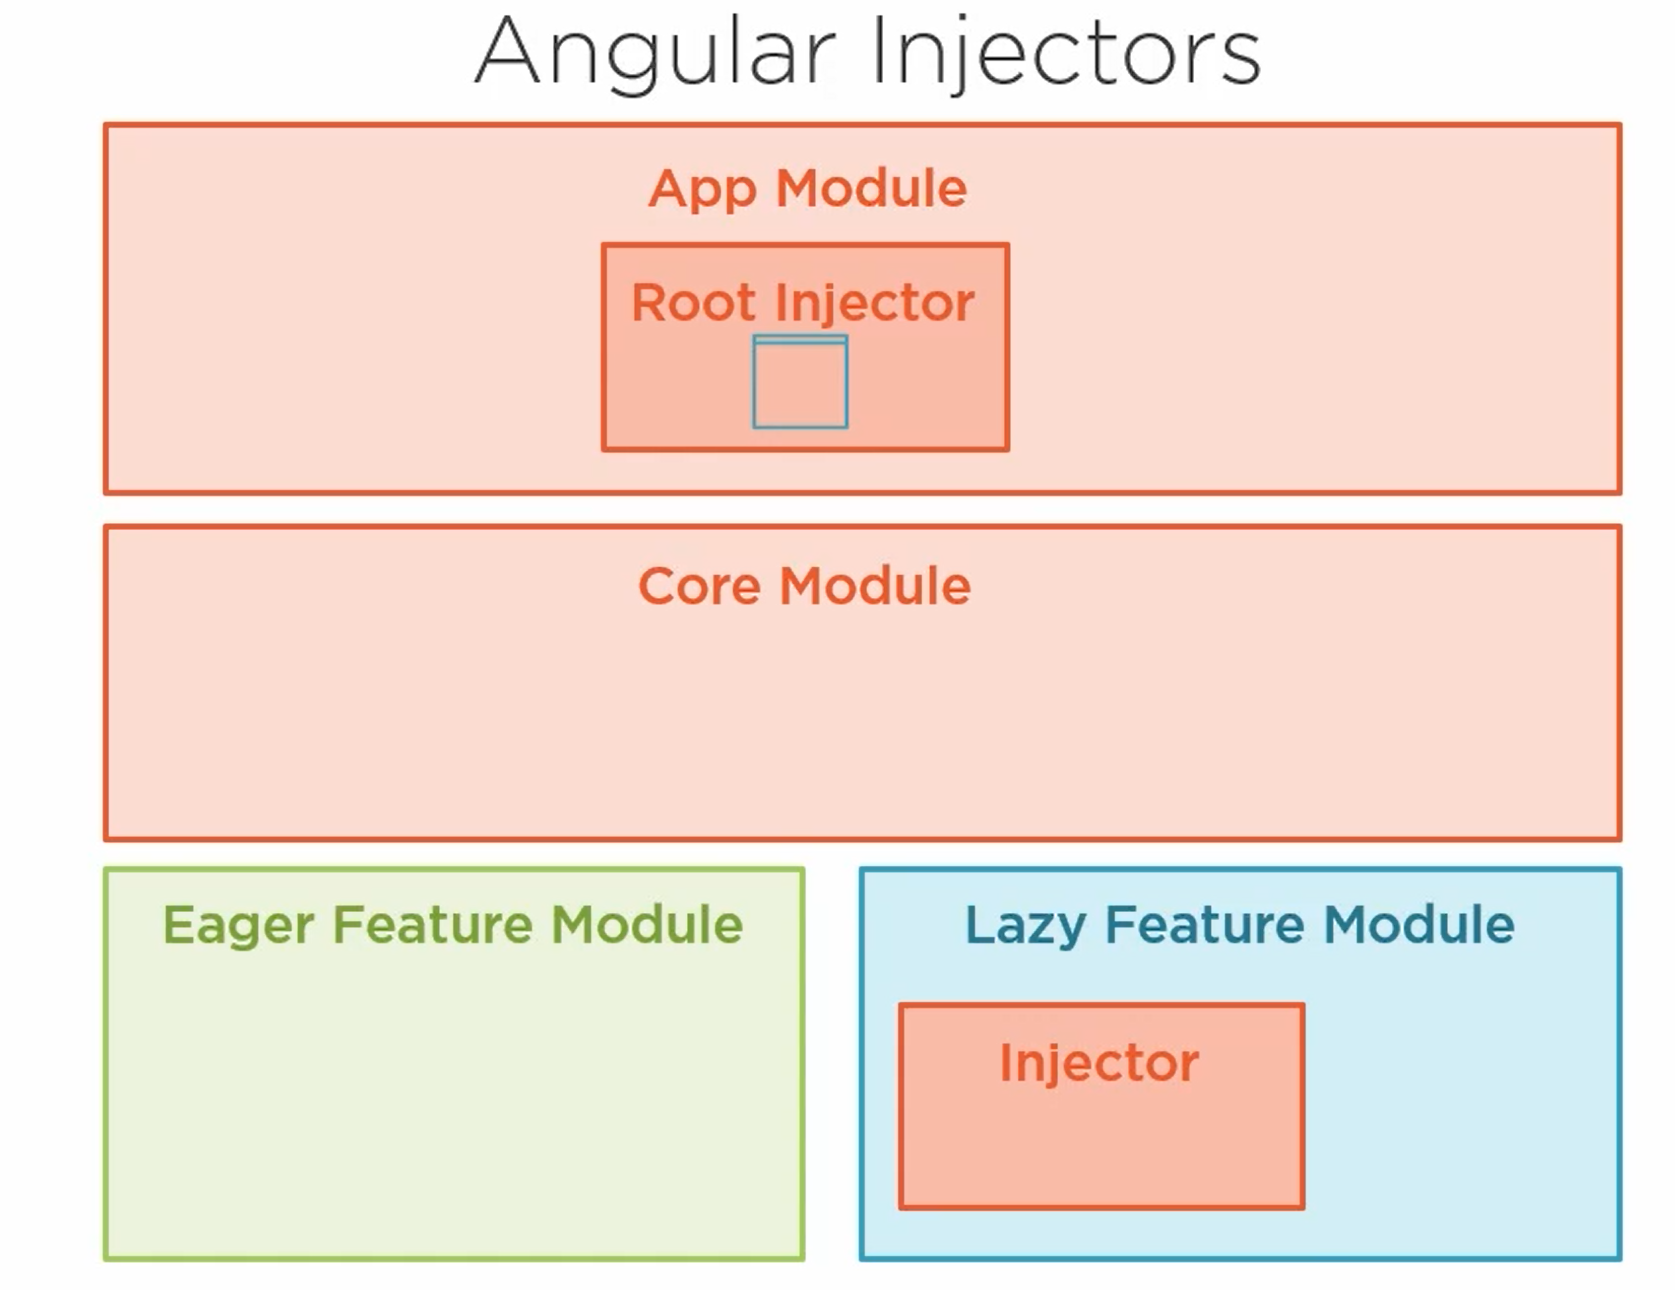 Angular Injectors
App Module
Root Injector
Core Module
Eager Feature Module
Lazy Feature Module
Injector